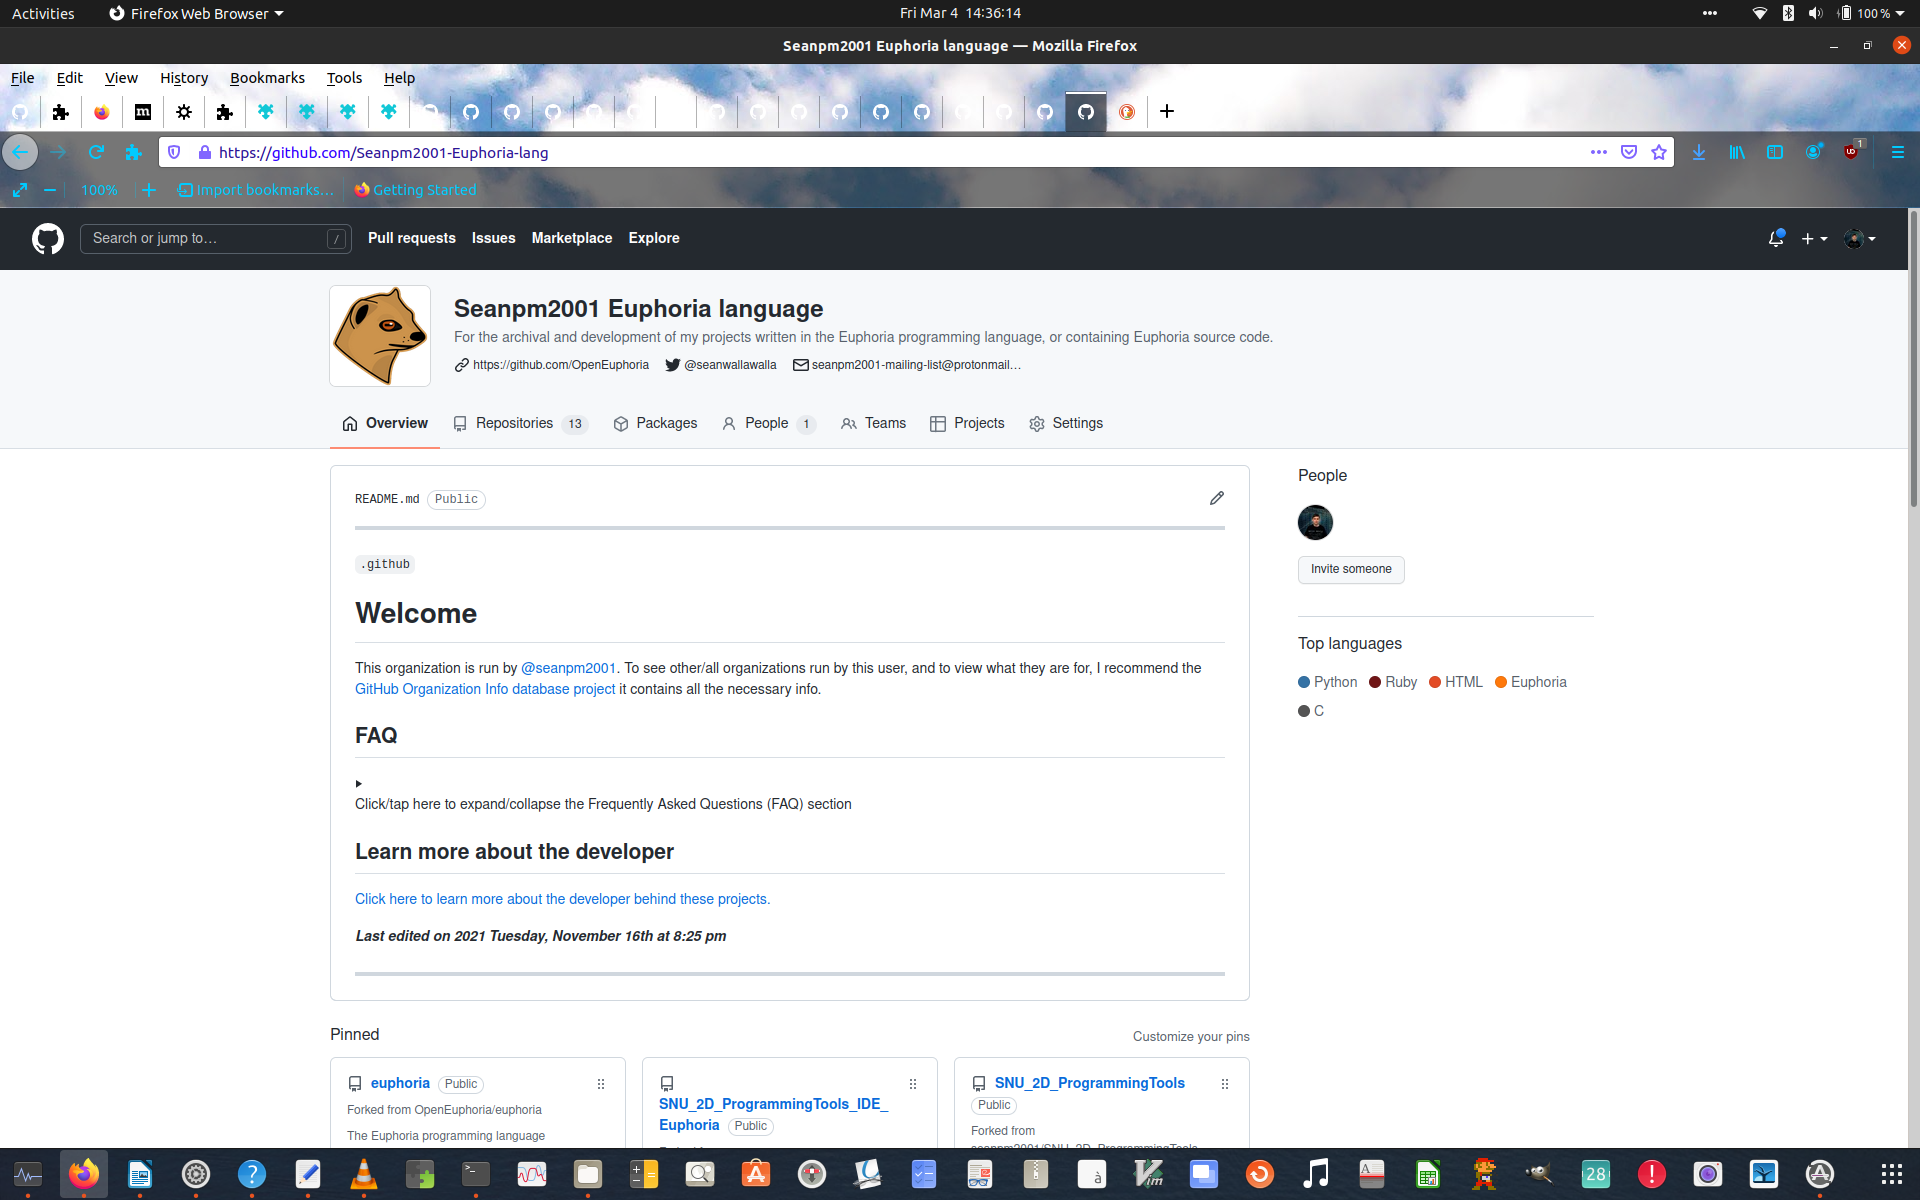 Activities
Firefox Web Browser
Fri Mar 4 14:36:14
100 %
Seanpm2001 Euphoria language — Mozilla Firefox
File Edit View History Bookmarks Tools Help
https://github.com/Seanpm2001-Euphoria-lang
1
100%
Import bookmarks…
Getting Started
Search or jump to…
/
Pull requests Issues Marketplace Explore
Seanpm2001 Euphoria language
For the archival and development of my projects written in the Euphoria programming language, or containing Euphoria source code.
https://github.com/OpenEuphoria @seanwallawalla seanpm2001-mailing-list@protonmail…
Overview Repositories 13 Packages People 1 Teams Projects Settings
README.md Public
.github
Welcome
This organization is run by @seanpm2001. To see other/all organizations run by this user, and to view what they are for, I recommend the
GitHub Organization Info database project it contains all the necessary info.
FAQ
Click/tap here to expand/collapse the Frequently Asked Questions (FAQ) section
Learn more about the developer
Click here to learn more about the developer behind these projects.
Last edited on 2021 Tuesday, November 16th at 8:25 pm
People
Invite someone
Top languages
Python Ruby HTML Euphoria
C
Pinned
Customize your pins
euphoria Public
Forked from OpenEuphoria/euphoria
The Euphoria programming language
SNU_2D_ProgrammingTools_IDE_
Euphoria Public
SNU_2D_ProgrammingTools
Public
Forked from
seanpm2001/SNU_2D_ProgrammingTools
28